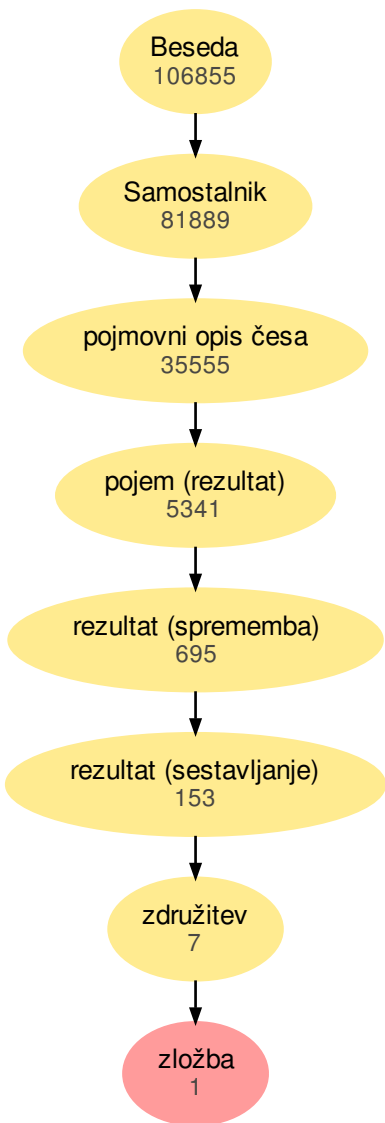 Beseda
106855
Samostalnik
81889
pojmovni opis česa
35555
pojem (rezultat)
5341
rezultat (sprememba)
695
rezultat (sestavljanje)
153
združitev
7
zložba
1